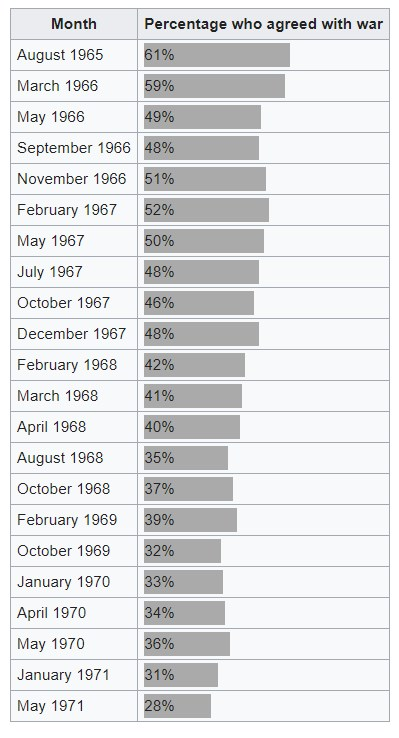 Month Percentage who agreed with war
August 1965 61%
March 1966 59%
May 1966 49%
September 1966 48%
November 1966 51%
February 1967 52%
May 1967 50%
July 1967 48%
October 1967 46%
December 1967 48%
February 1968 42%
March 1968 41%
April 1968 40%
August 1968 35%
October 1968 37%
February 1969 39%
October 1969 32%
January 1970 33%
April 1970 34%
May 1970 36%
January 1971 31%
May 1971 28%